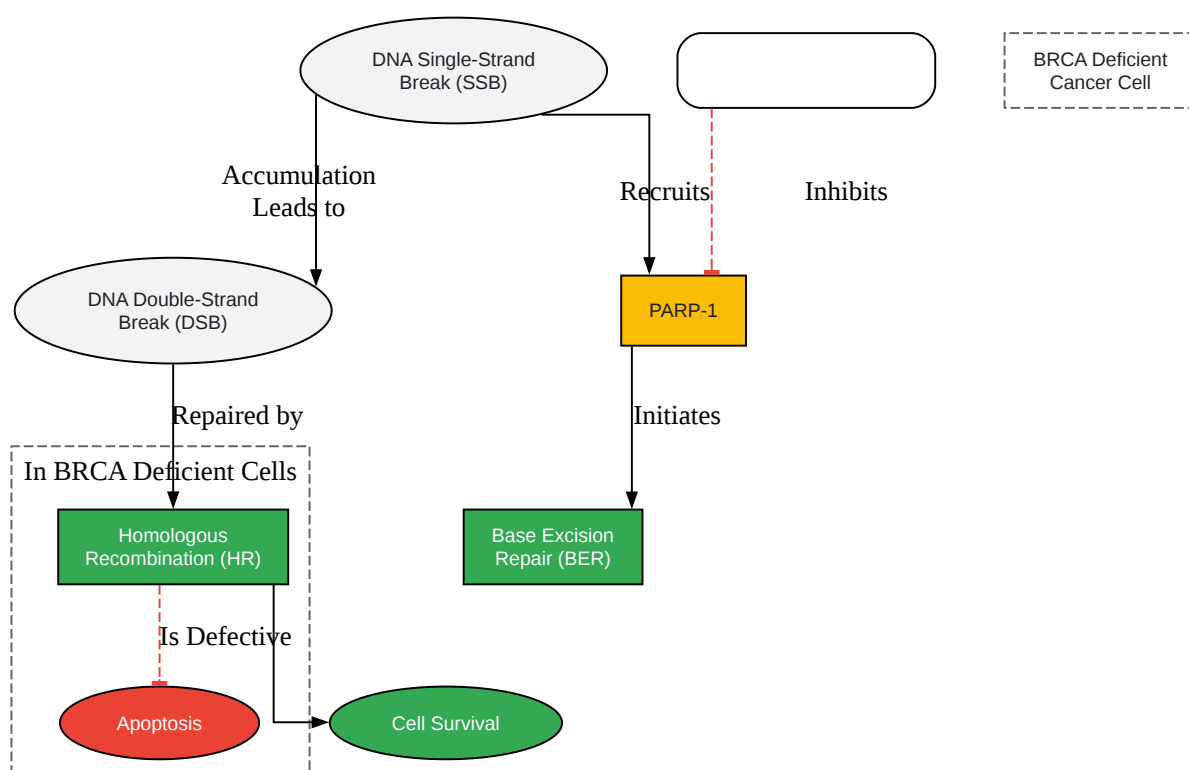 DNA Single-Strand
Break (SSB)
BRCA Deficient
Cancer Cell
Accumulation
Leads to
Recruits
Inhibits
DNA Double-Strand
Break (DSB)
PARP-1
Repaired by
Initiates
In BRCA Deficient Cells
Homologous
Recombination (HR)
Base Excision
Repair (BER)
Is Defective
Apoptosis
Cell Survival